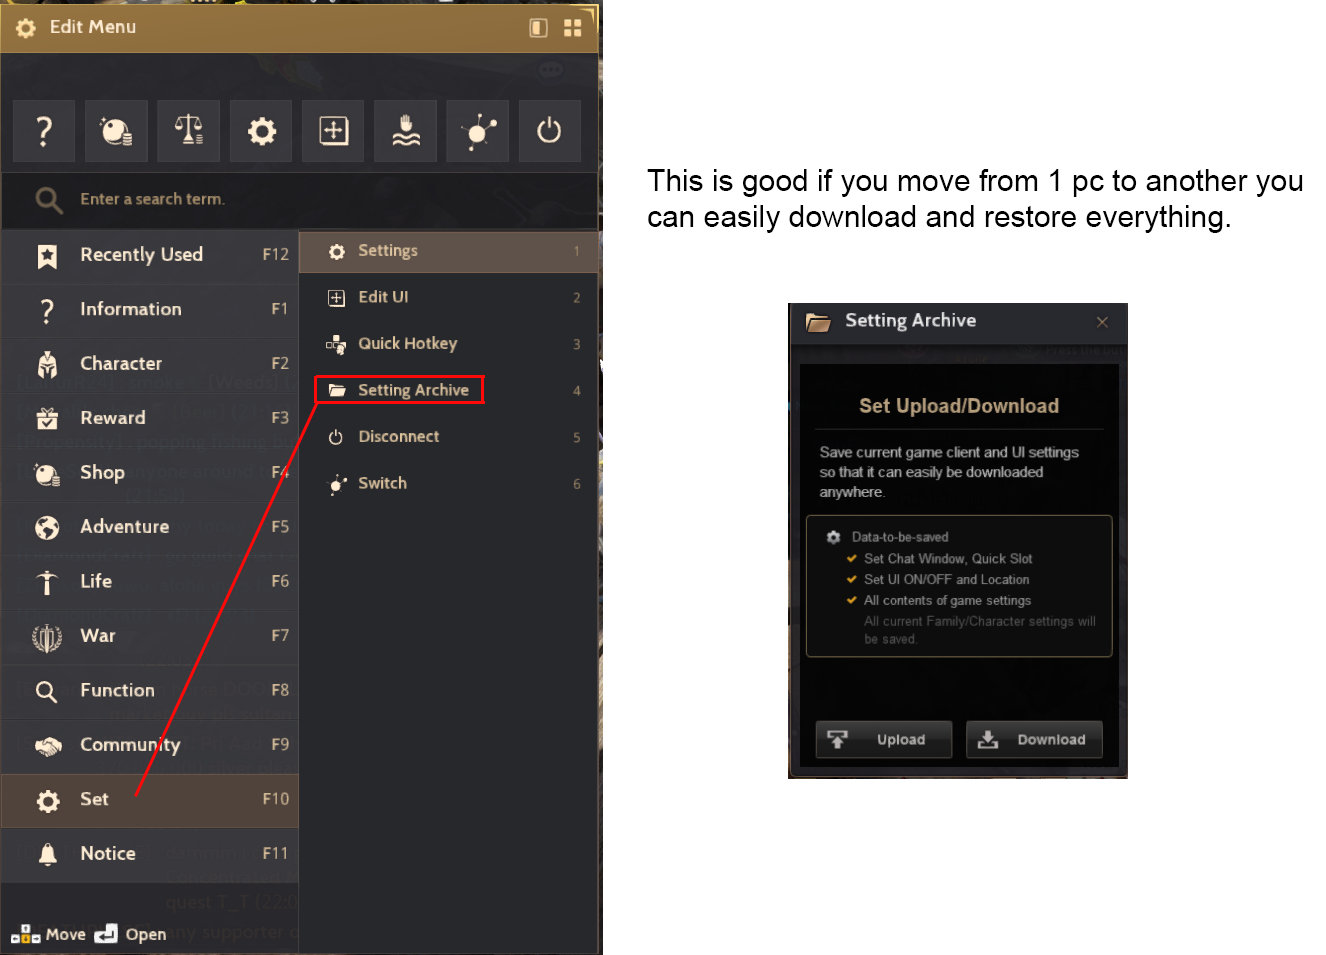 Edit Menu
Enter a search term.
Recently Used F12
Information F1
Character F2
Reward F3
Shop F4
Adventure F5
Life F6
War F7
Function F8
Community F9
Set F10
Notice F11
Move Open
Settings 1
Edit UI 2
Quick Hotkey 3
Setting Archive 4
Disconnect 5
Switch 6
This is good if you move from 1 pc to another you
can easily download and restore everything.
Setting Archive
Set Upload/Download
Save current game client and UI settings
so that it can easily be downloaded
anywhere.
Data-to-be-saved
Set Chat Window, Quick Slot
Set UI ON/OFF and Location
All contents of game settings
All current Family/Character settings will
be saved.
Upload Download